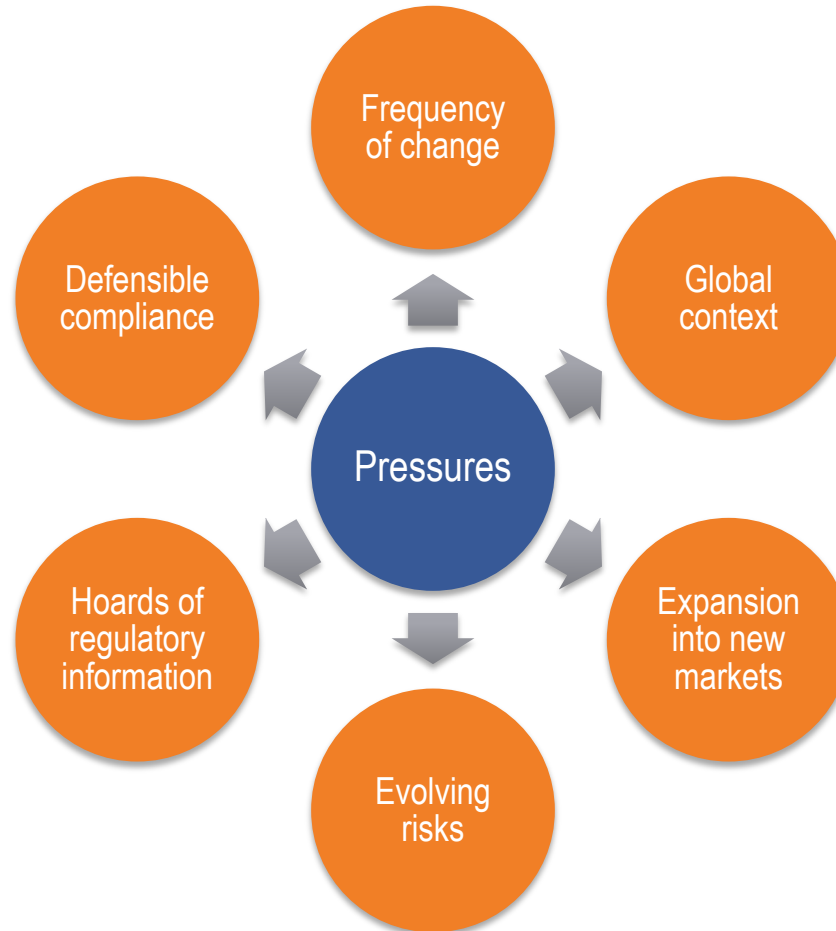 Frequency
of change
Defensible
compliance
Global
context
Pressures
Hoards of
regulatory
information
Expansion
into new
markets
Evolving
risks